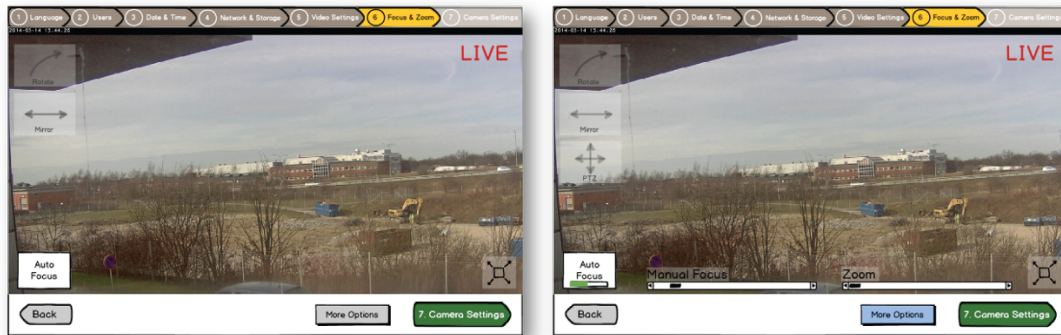 1 Language 2 Users 3 Date & Time 4 Network & Storage 5 Video Settings 6 Focus & Zoom 7 Camera Settings
2014-03-14 13.44.28
LIVE
Rotate
Mirror
Auto
Focus
Back
More Options
7. Camera Settings
1 Language 2 Users 3 Date & Time 4 Network & Storage 5 Video Settings 6 Focus & Zoom 7 Camera Settings
2014-03-14 13.44.28
LIVE
Rotate
Mirror
PTZ
Auto
Focus
Manual Focus
Zoom
Back
More Options
7. Camera Settings